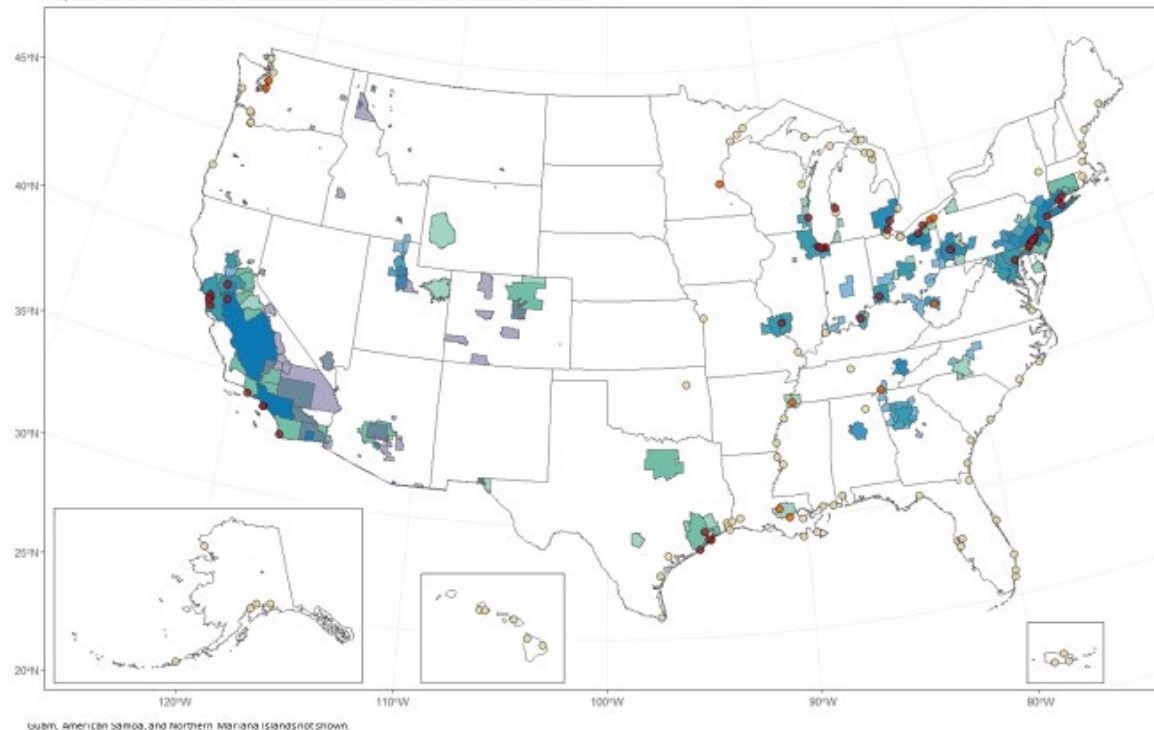 45°N
40°N
35°N
30°N
25°N
20°N
120°W 110°W 100°W 90°W 80°W
Guam, American Samoa, and Northern Mariana Islands not shown.